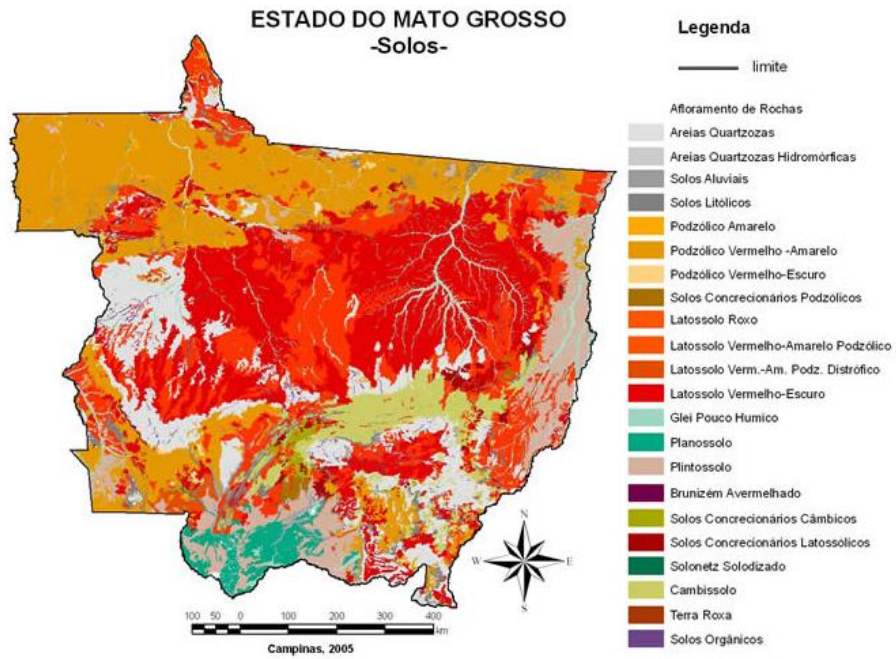 ESTADO DO MATO GROSSO
-Solos-
Legenda
limite
Afloramento de Rochas
Areias Quartzozas
Areias Quartzozas Hidromórficas
Solos Aluviais
Solos Litólicos
Podzólico Amarelo
Podzólico Vermelho -Amarelo
Podzólico Vermelho-Escuro
Solos Concrecionários Podzólicos
Latossolo Roxo
Latossolo Vermelho-Amarelo Podzólico
Latossolo Verm.-Am. Podz. Distrófico
Latossolo Vermelho-Escuro
Glei Pouco Humico
Planossolo
Plintossolo
Brunizém Avermelhado
Solos Concrecionários Câmbicos
Solos Concrecionários Latossólicos
Solonetz Solodizado
Cambissolo
Terra Roxa
Solos Orgânicos
N
W E
S
100 50 0 100 200 300 400
km
Campinas, 2005